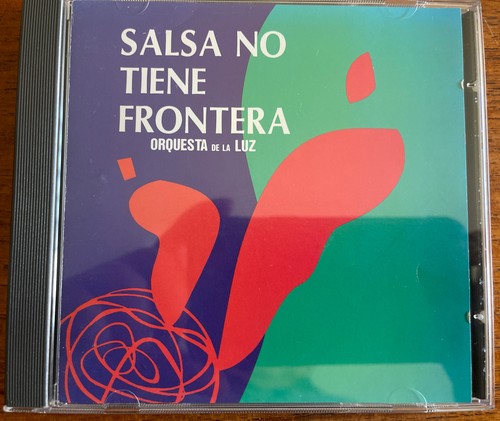 SALSA NO
TIENE
FRONTERA
ORQUESTA DE LA LUZ